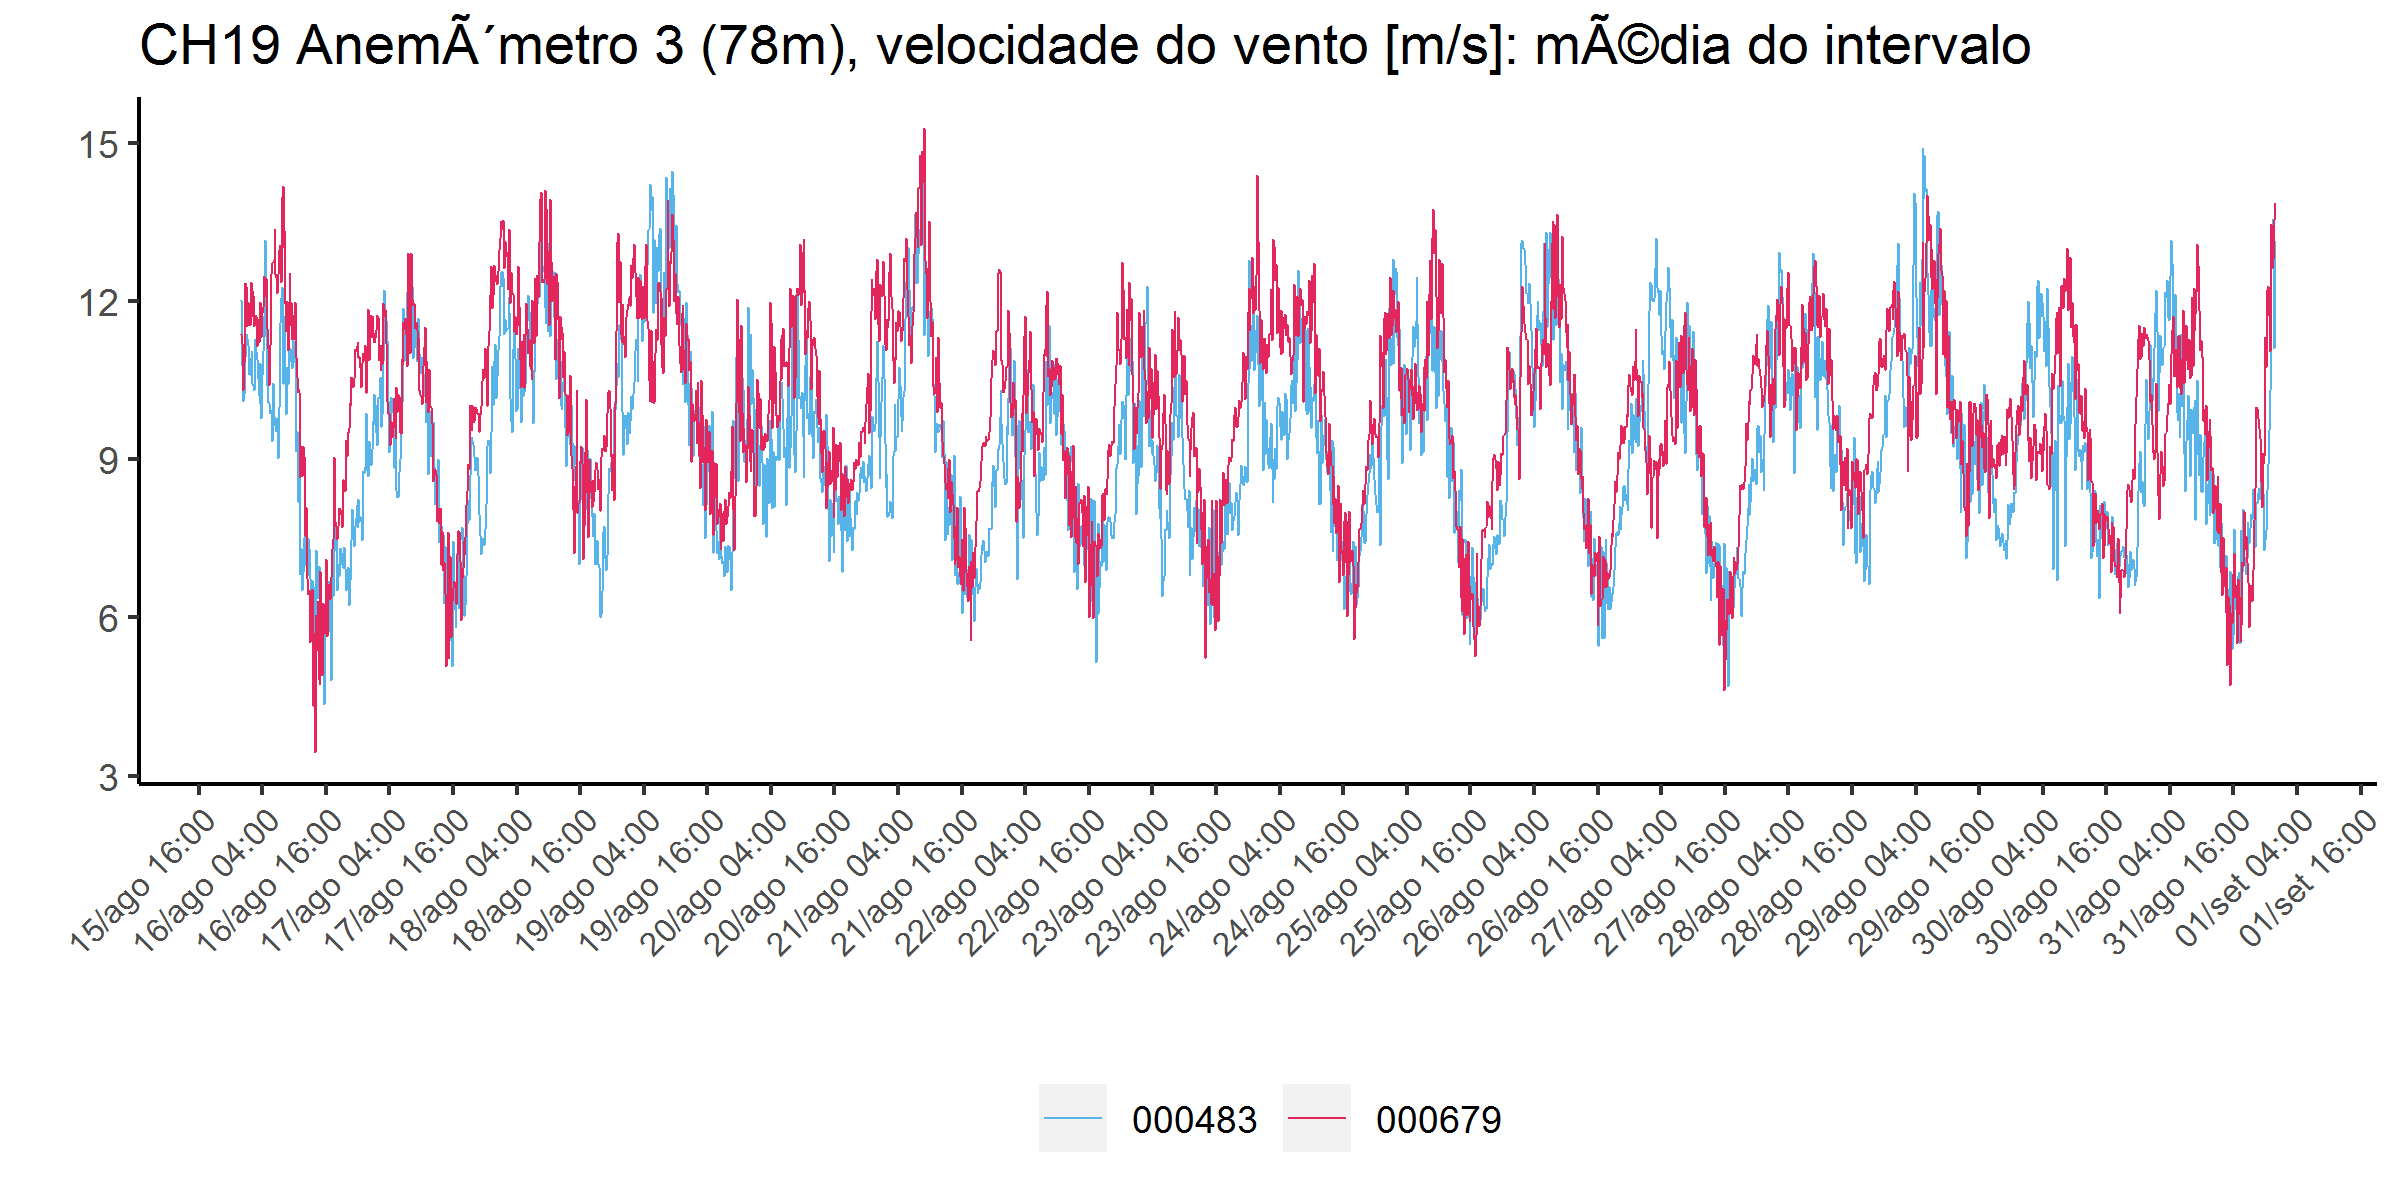 CH19 AnemÃ´metro 3 (78m), velocidade do vento [m/s]: mÃ©dia do intervalo
15
12
9
6
3
15/ago 16:00
16/ago 04:00
16/ago 16:00
17/ago 04:00
17/ago 16:00
18/ago 04:00
18/ago 16:00
19/ago 04:00
19/ago 16:00
20/ago 04:00
20/ago 16:00
21/ago 04:00
21/ago 16:00
22/ago 04:00
22/ago 16:00
23/ago 04:00
23/ago 16:00
24/ago 04:00
24/ago 16:00
25/ago 04:00
25/ago 16:00
26/ago 04:00
26/ago 16:00
27/ago 04:00
27/ago 16:00
28/ago 04:00
28/ago 16:00
29/ago 04:00
29/ago 16:00
30/ago 04:00
30/ago 16:00
31/ago 04:00
31/ago 16:00
01/set 04:00
01/set 16:00
000483
000679